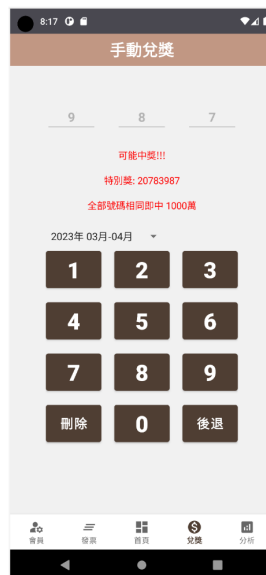 8:17
手動兌獎
9 8 7
可能中獎!!!
特別獎: 20783987
全部號碼相同即中 1000萬
2023年 03月-04月
1 2 3
4 5 6
7 8 9
刪除 0 後退
會員 發票 首頁 兌獎 分析